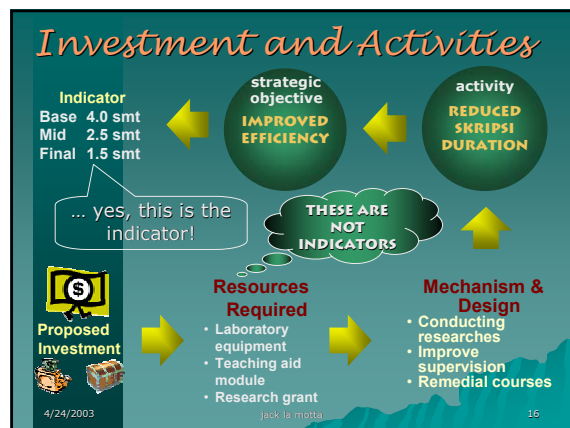 Investment and Activities
Indicator
Base 4.0 smt
Mid 2.5 smt
Final 1.5 smt
strategic
objective
IMPROVED
EFFICIENCY
activity
REDUCED
SKRIPSI
DURATION
... yes, this is the
indicator!
THESE ARE
NOT
INDICATORS
$
Proposed
Investment
Resources
Required
• Laboratory
equipment
• Teaching aid
module
• Research grant
Mechanism &
Design
• Conducting
researches
• Improve
supervision
• Remedial courses
4/24/2003
jack la motta
16